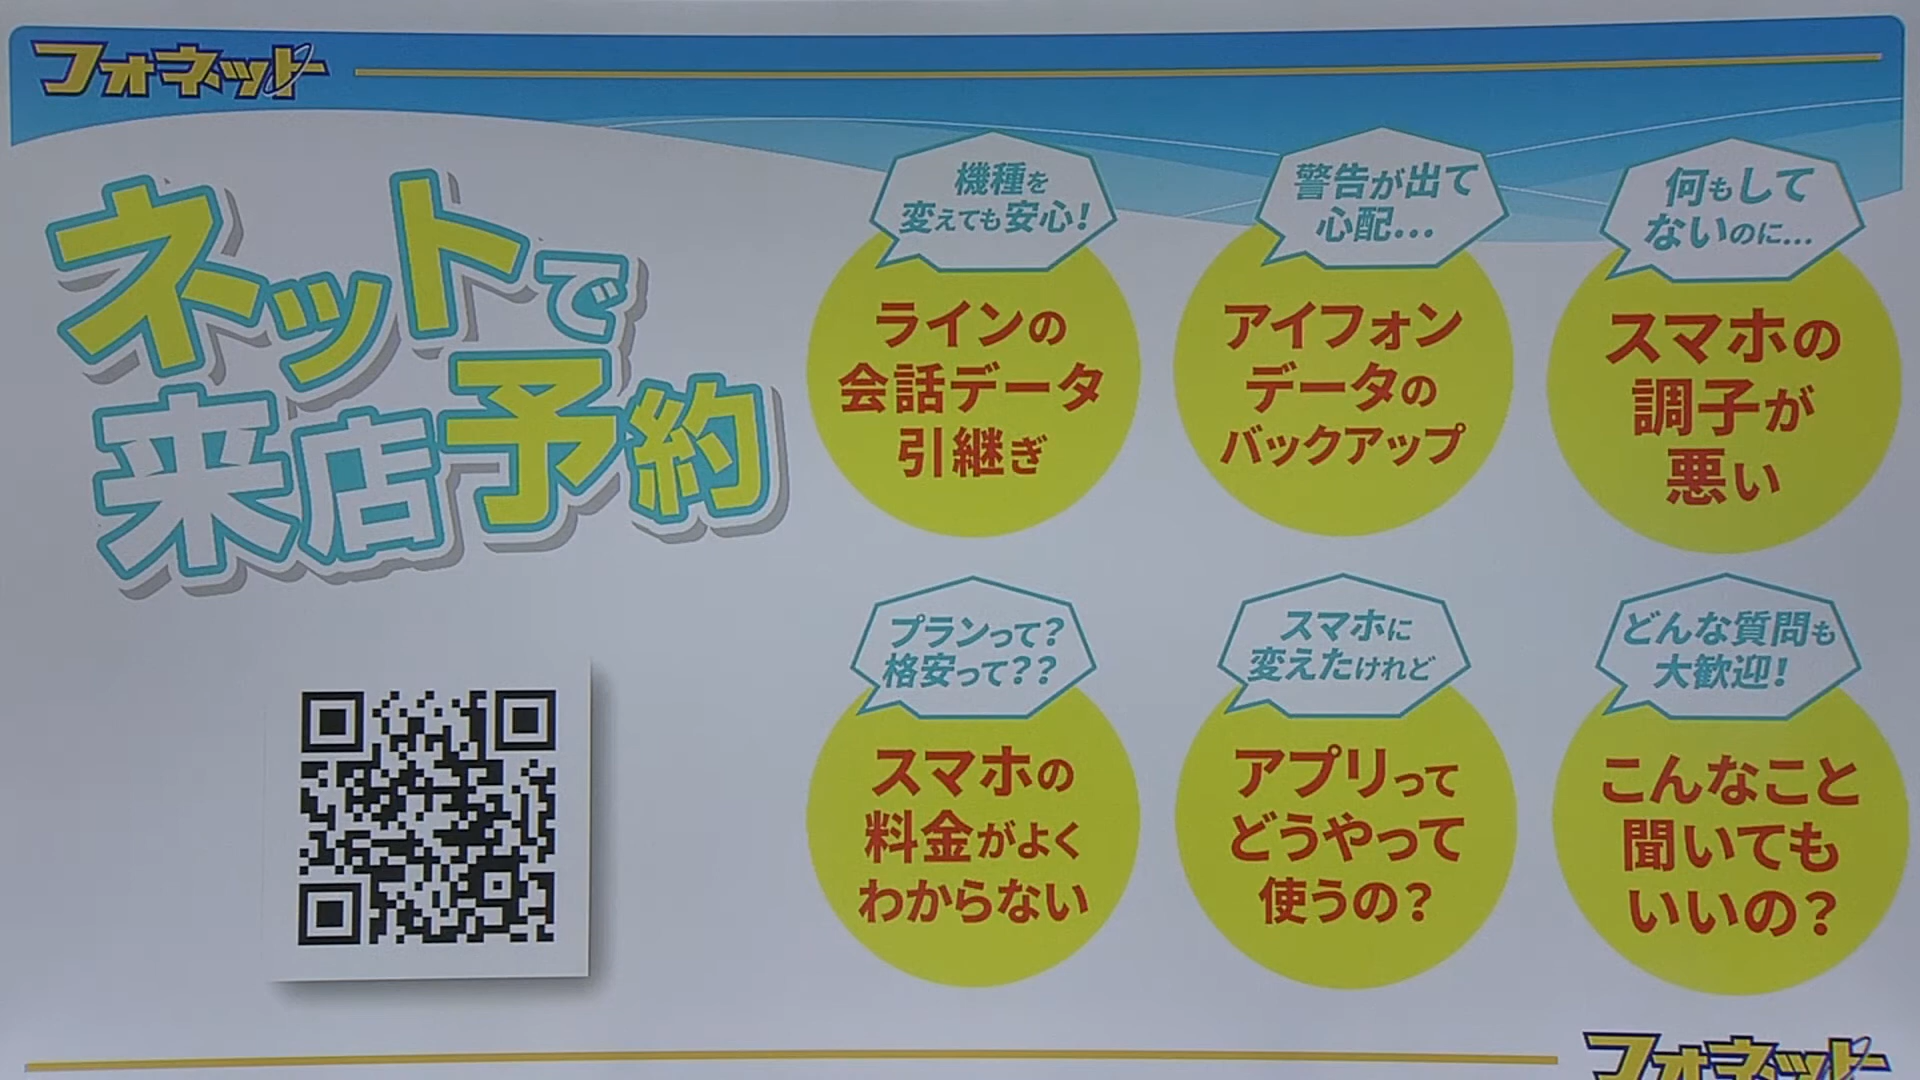 フォネット
ネットで
来店予約
機種を
変えても安心!
ラインの
会話データ
引継ぎ
警告が出て
心配...
アイフォン
データの
バックアップ
何もして
ないのに...
スマホの
調子が
悪い
プランって?
格安って??
スマホの
料金がよく
わからない
スマホに
変えたけれど
アプリって
どうやって
使うの?
どんな質問も
大歓迎!
こんなこと
聞いても
いいの?
フォネット